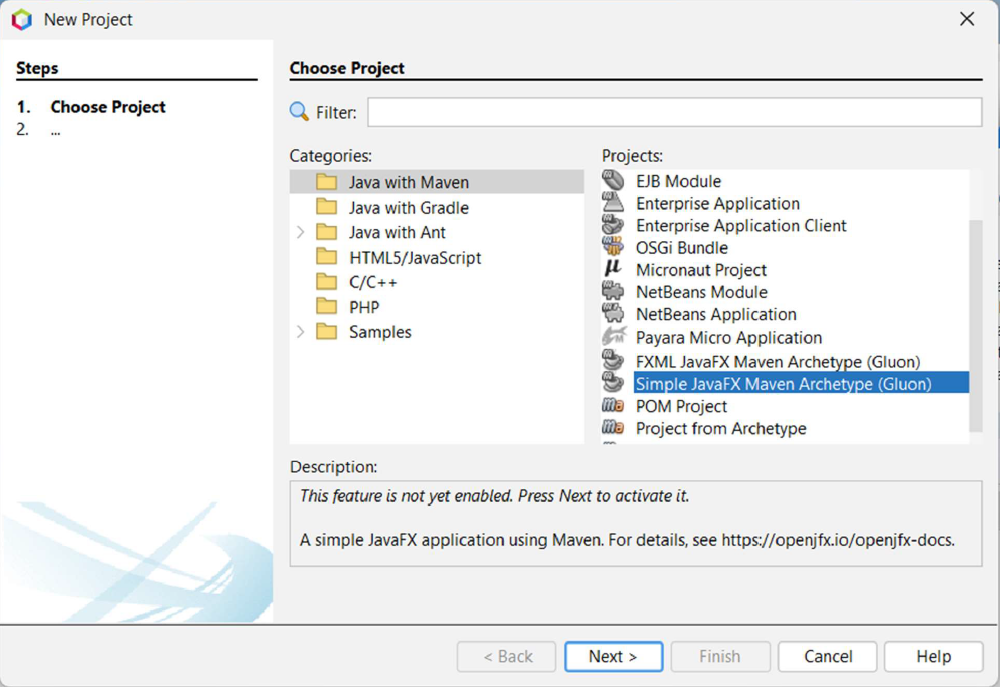 New Project
Steps
1. Choose Project
2. ...
Choose Project
Filter:
Categories:
Java with Maven
Java with Gradle
Java with Ant
HTML5/JavaScript
C/C++
PHP
Samples
Projects:
EJB Module
Enterprise Application
Enterprise Application Client
OSGi Bundle
Micronaut Project
NetBeans Module
NetBeans Application
Payara Micro Application
FXML JavaFX Maven Archetype (Gluon)
Simple JavaFX Maven Archetype (Gluon)
POM Project
Project from Archetype
Description:
This feature is not yet enabled. Press Next to activate it.
A simple JavaFX application using Maven. For details, see https://openjfx.io/openjfx-docs.
< Back
Next >
Finish
Cancel
Help